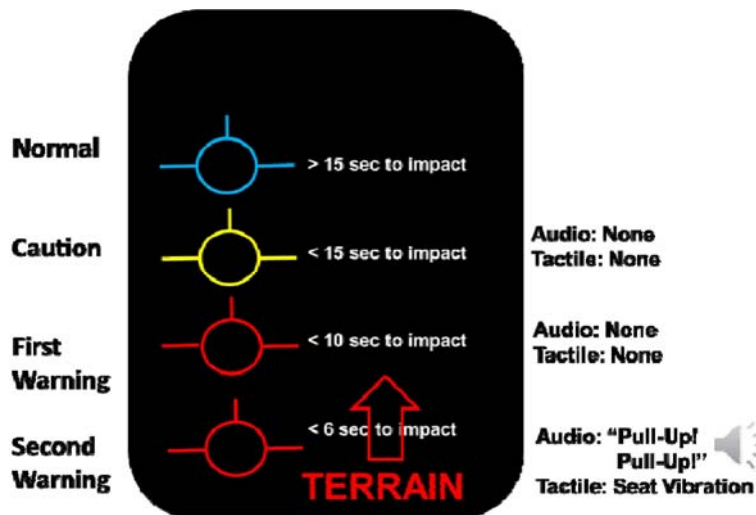 Normal
> 15 sec to impact
Caution
< 15 sec to impact
Audio: None
Tactile: None
First
Warning
< 10 sec to impact
Audio: None
Tactile: None
Second
Warning
< 6 sec to impact
TERRAIN
Audio: “Pull-Up!
Pull-Up!”
Tactile: Seat Vibration